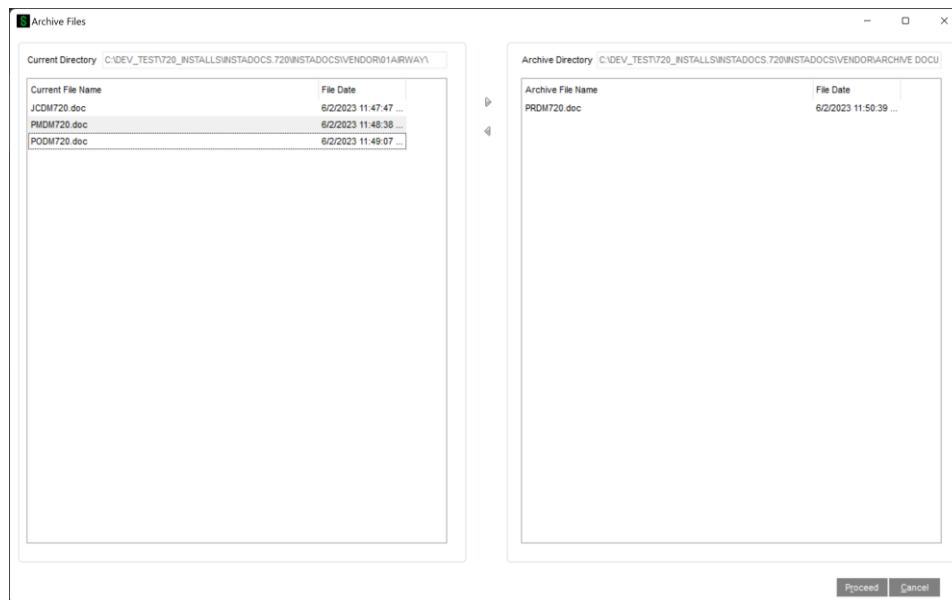 Archive Files
Current Directory C:\DEV_TEST\720_INSTALLS\INSTADOCS.720\INSTADOCS\VENDOR\01AIRWAY\
Current File Name File Date
JCDM720.doc 6/2/2023 11:47:47 ...
PMDM720.doc 6/2/2023 11:48:38 ...
PODM720.doc 6/2/2023 11:49:07 ...
Archive Directory C:\DEV_TEST\720_INSTALLS\INSTADOCS.720\INSTADOCS\VENDOR\ARCHIVE DOCU
Archive File Name File Date
PRDM720.doc 6/2/2023 11:50:39 ...
Proceed Cancel